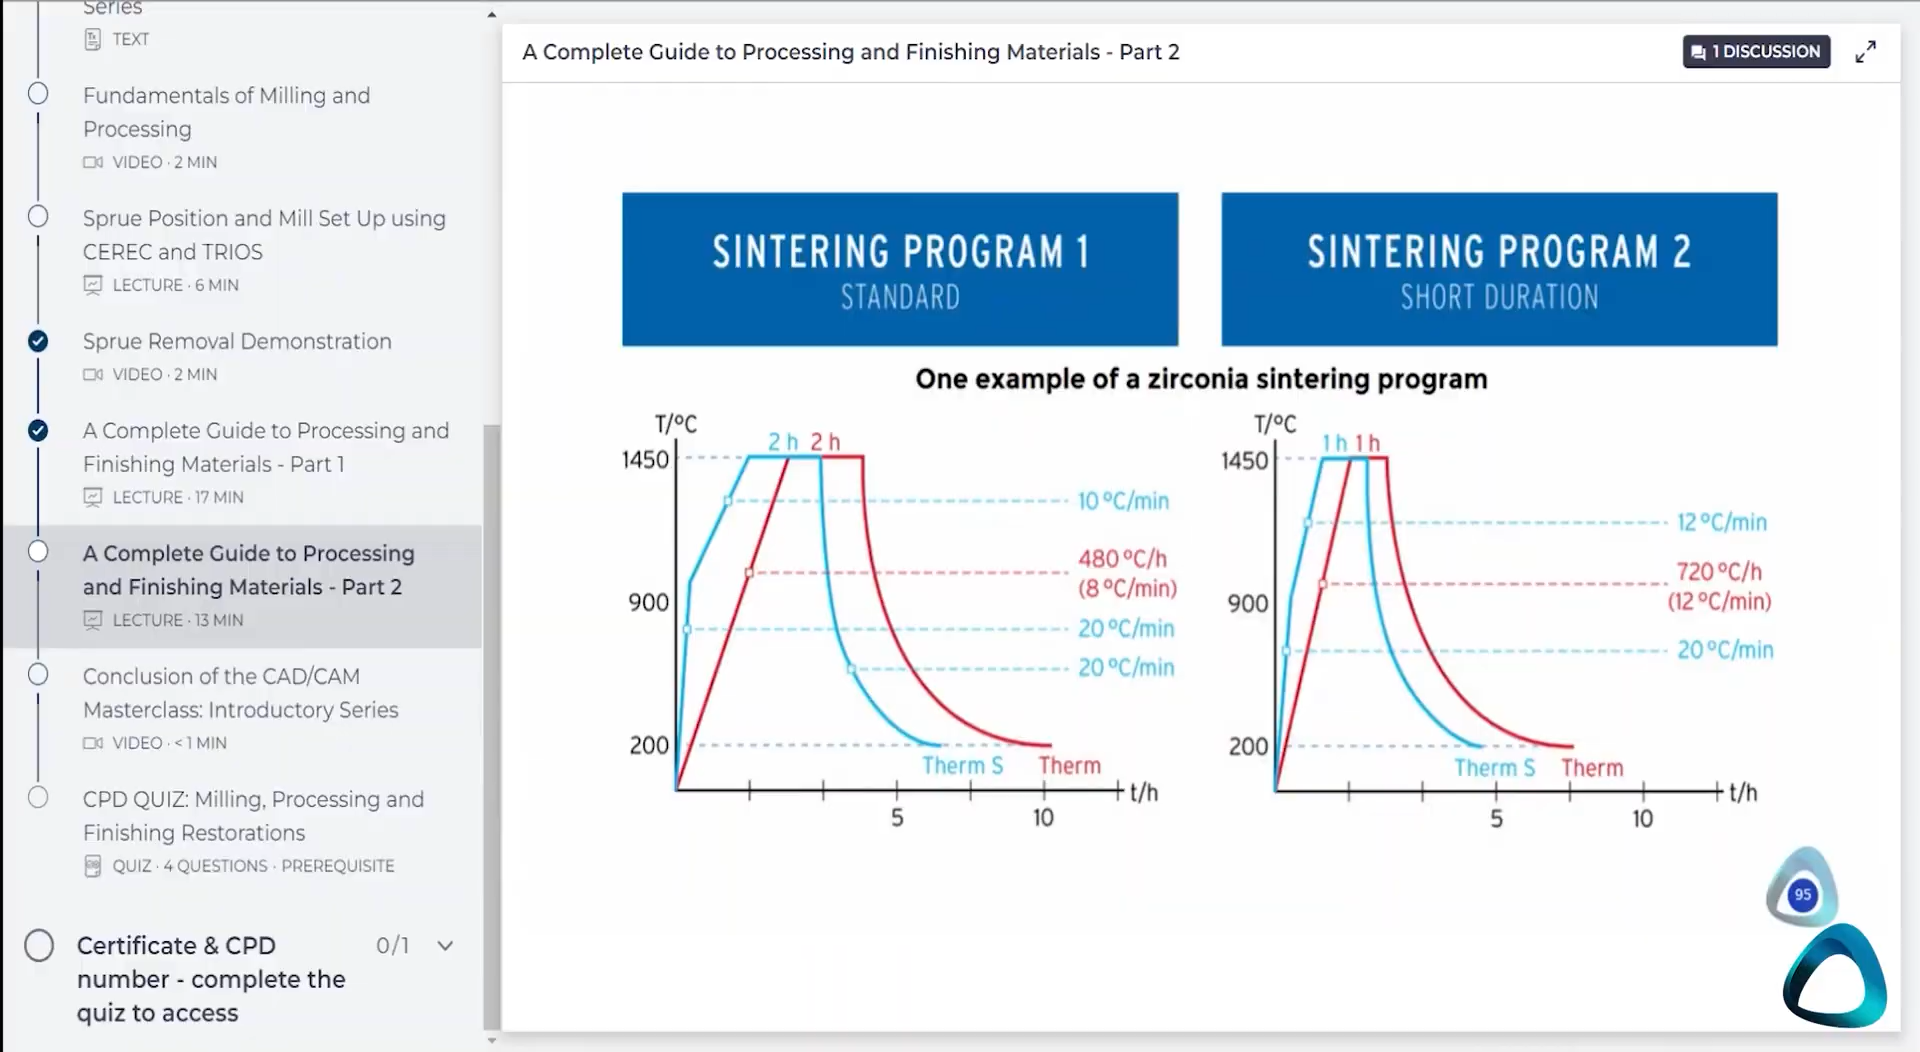 Series
TEXT
Fundamentals of Milling and
Processing
VIDEO · 2 MIN
Sprue Position and Mill Set Up using
CEREC and TRIOS
LECTURE · 6 MIN
Sprue Removal Demonstration
VIDEO · 2 MIN
A Complete Guide to Processing and
Finishing Materials - Part 1
LECTURE · 17 MIN
A Complete Guide to Processing
and Finishing Materials - Part 2
LECTURE · 13 MIN
Conclusion of the CAD/CAM
Masterclass: Introductory Series
VIDEO · < 1 MIN
CPD QUIZ: Milling, Processing and
Finishing Restorations
QUIZ · 4 QUESTIONS · PREREQUISITE
Certificate & CPD
number - complete the
quiz to access
0/1
A Complete Guide to Processing and Finishing Materials - Part 2
1 DISCUSSION
SINTERING PROGRAM 1
STANDARD
SINTERING PROGRAM 2
SHORT DURATION
One example of a zirconia sintering program
T/°C
2 h 2 h
1450
10 °C/min
480 °C/h
(8 °C/min)
900
20 °C/min
20 °C/min
200
Therm S Therm
t/h
5 10
T/°C
1 h 1 h
1450
12 °C/min
720 °C/h
(12 °C/min)
900
20 °C/min
200
Therm S Therm
t/h
5 10
95